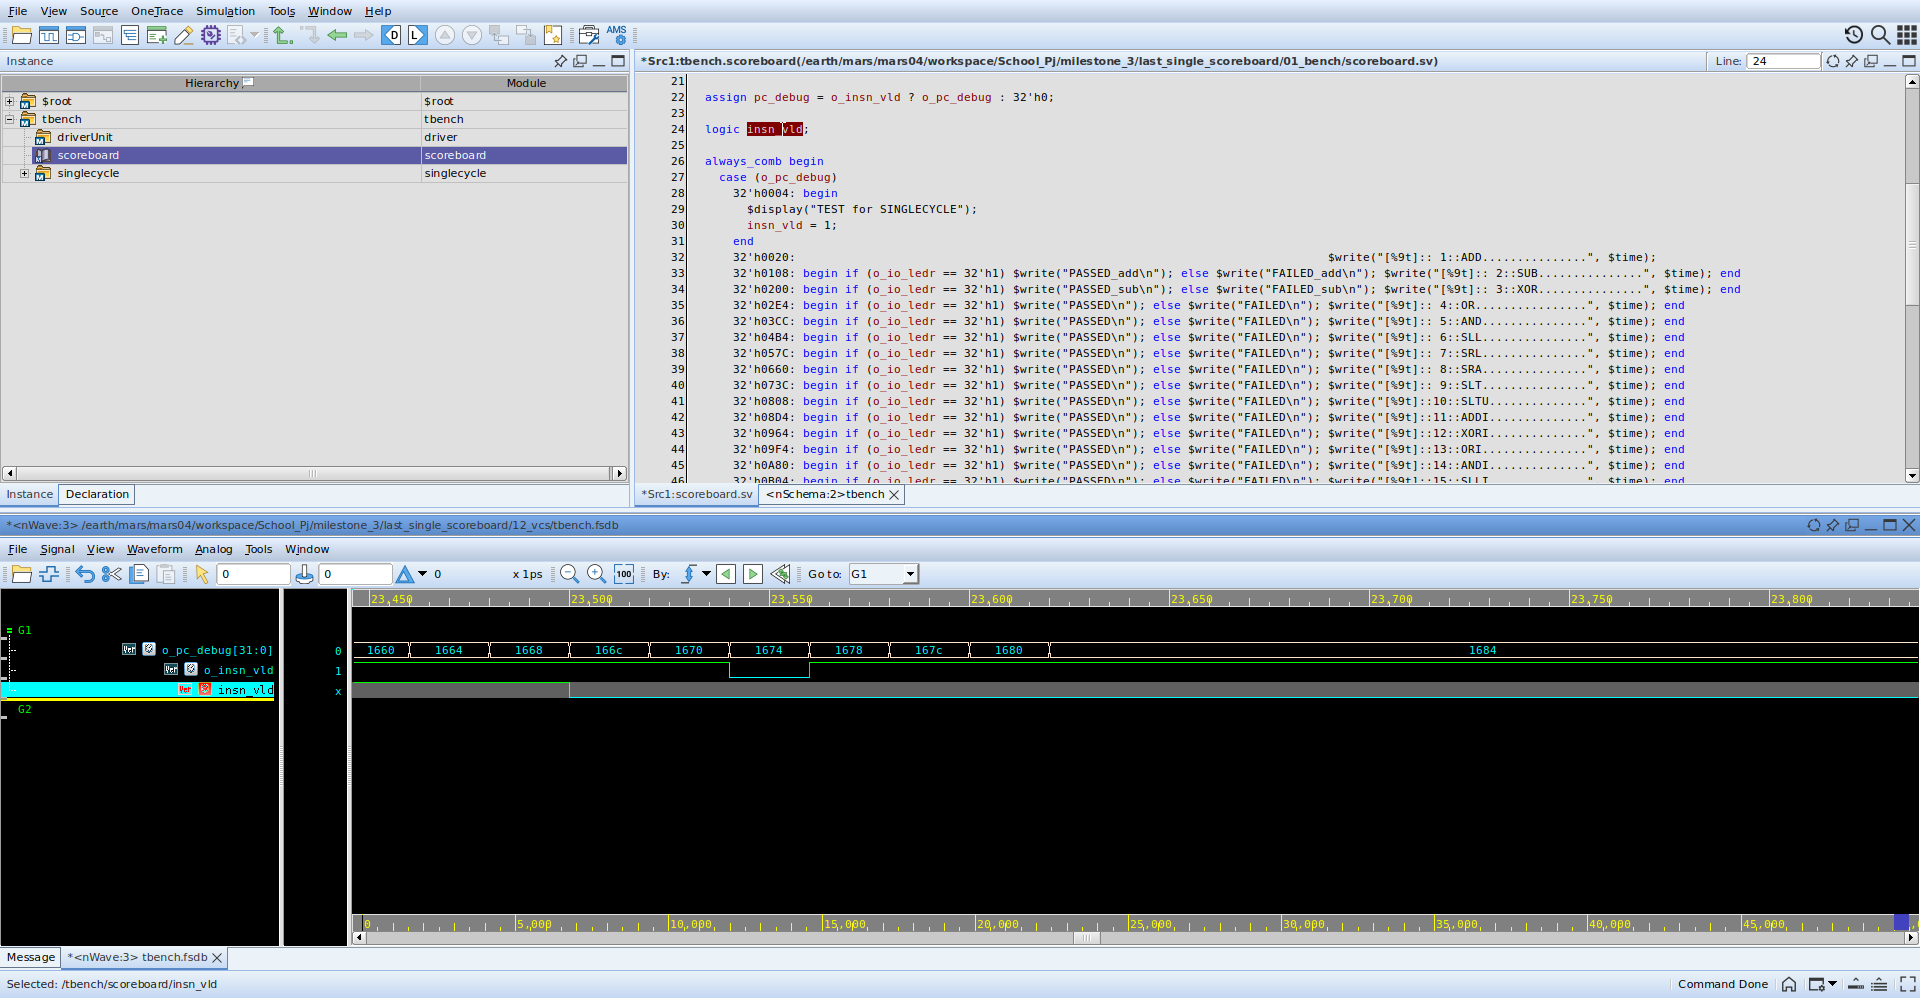 File View Source OneTrace Simulation Tools Window Help
D L AMS
Instance
*Src1:tbench.scoreboard(/earth/mars/mars04/workspace/School_Pj/milestone_3/last_single_scoreboard/01_bench/scoreboard.sv) Line: 24
Hierarchy Module
$root $root
tbench tbench
driverUnit driver
scoreboard scoreboard
singlecycle singlecycle
21
22 assign pc_debug = o_insn_vld ? o_pc_debug : 32'h0;
23
24 logic insn_vld;
25
26 always_comb begin
27 case (o_pc_debug)
28 32'h0004: begin
29 $display("TEST for SINGLECYCLE");
30 insn_vld = 1;
31 end
32 32'h0020: $write("[%9t]:: 1::ADD...............", $time);
33 32'h0108: begin if (o_io_ledr == 32'h1) $write("PASSED_add\n"); else $write("FAILED_add\n"); $write("[%9t]:: 2::SUB...............", $time); end
34 32'h0200: begin if (o_io_ledr == 32'h1) $write("PASSED_sub\n"); else $write("FAILED_sub\n"); $write("[%9t]:: 3::XOR...............", $time); end
35 32'h02E4: begin if (o_io_ledr == 32'h1) $write("PASSED\n"); else $write("FAILED\n"); $write("[%9t]:: 4::OR................", $time); end
36 32'h03CC: begin if (o_io_ledr == 32'h1) $write("PASSED\n"); else $write("FAILED\n"); $write("[%9t]:: 5::AND...............", $time); end
37 32'h04B4: begin if (o_io_ledr == 32'h1) $write("PASSED\n"); else $write("FAILED\n"); $write("[%9t]:: 6::SLL...............", $time); end
38 32'h057C: begin if (o_io_ledr == 32'h1) $write("PASSED\n"); else $write("FAILED\n"); $write("[%9t]:: 7::SRL...............", $time); end
39 32'h0660: begin if (o_io_ledr == 32'h1) $write("PASSED\n"); else $write("FAILED\n"); $write("[%9t]:: 8::SRA...............", $time); end
40 32'h073C: begin if (o_io_ledr == 32'h1) $write("PASSED\n"); else $write("FAILED\n"); $write("[%9t]:: 9::SLT...............", $time); end
41 32'h0808: begin if (o_io_ledr == 32'h1) $write("PASSED\n"); else $write("FAILED\n"); $write("[%9t]::10::SLTU..............", $time); end
42 32'h08D4: begin if (o_io_ledr == 32'h1) $write("PASSED\n"); else $write("FAILED\n"); $write("[%9t]::11::ADDI..............", $time); end
43 32'h0964: begin if (o_io_ledr == 32'h1) $write("PASSED\n"); else $write("FAILED\n"); $write("[%9t]::12::XORI..............", $time); end
44 32'h09F4: begin if (o_io_ledr == 32'h1) $write("PASSED\n"); else $write("FAILED\n"); $write("[%9t]::13::ORI...............", $time); end
45 32'h0A80: begin if (o_io_ledr == 32'h1) $write("PASSED\n"); else $write("FAILED\n"); $write("[%9t]::14::ANDI..............", $time); end
46 32'h0B04: begin if (o_io_ledr == 32'h1) $write("PASSED\n"); else $write("FAILED\n"); $write("[%9t]::15::SLLI..............", $time); end
Instance Declaration
*Src1:scoreboard.sv <nSchema:2>tbench
*<nWave:3> /earth/mars/mars04/workspace/School_Pj/milestone_3/last_single_scoreboard/12_vcs/tbench.fsdb
File Signal View Waveform Analog Tools Window
0 0 0 x 1ps 100 By: Go to: G1
23,450 23,500 23,550 23,600 23,650 23,700 23,750 23,800
G1
o_pc_debug[31:0] 0 1660 1664 1668 166c 1670 1674 1678 167c 1680 1684
o_insn_vld 1
insn_vld x
G2
0 5,000 10,000 15,000 20,000 25,000 30,000 35,000 40,000 45,000
Message *<nWave:3> tbench.fsdb
Selected: /tbench/scoreboard/insn_vld Command Done